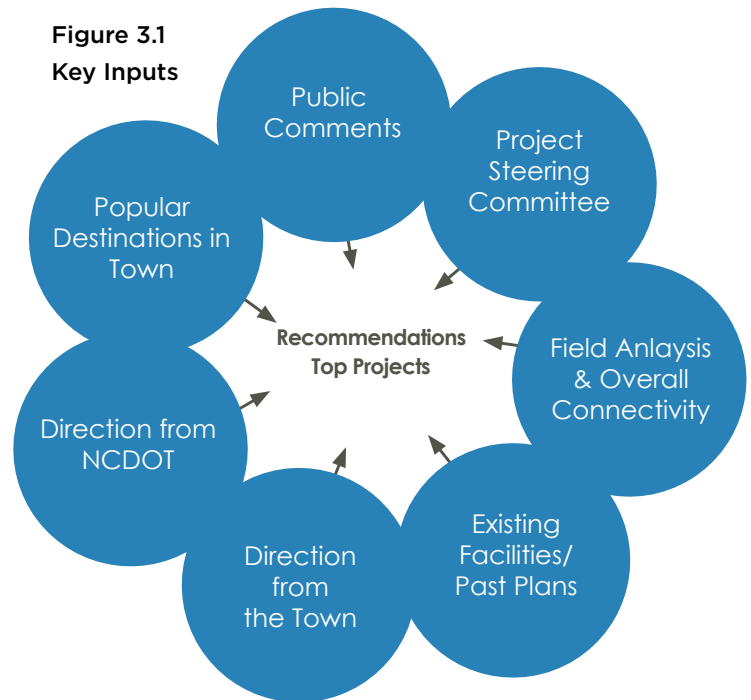 Figure 3.1
Key Inputs
Public
Comments
Project
Steering
Committee
Field Anlaysis
& Overall
Connectivity
Existing
Facilities/
Past Plans
Direction
from
the Town
Direction from
NCDOT
Popular
Destinations in
Town
Recommendations
Top Projects